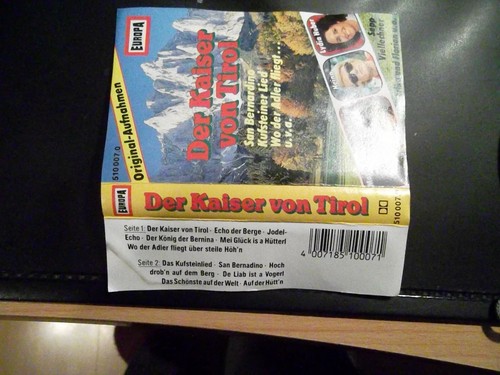 EUROPA
Original-Aufnahmen
510 007.0
Der Kaiser
von Tirol
San Bernardino
Kufsteiner Lied
Wo der Adler fliegt...
u.v.a.
Sepp
Viellechner
EUROPA
Der Kaiser von Tirol
510 007
Seite 1: Der Kaiser von Tirol · Echo der Berge · Jodel-
Echo · Der König der Bernina · Mei Glück is a Hütterl
Wo der Adler fliegt über steile Höh'n
Seite 2: Das Kufsteinlied · San Bernadino · Hoch
drob'n auf dem Berg · De Liab ist a Vogerl
Das Schönste auf der Welt · Auf der Hütt'n
4 007185 100071